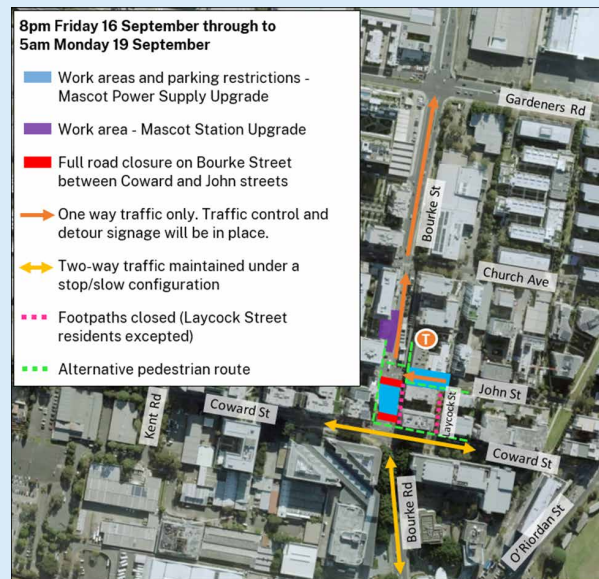 8pm Friday 16 September through to
5am Monday 19 September
Work areas and parking restrictions -
Mascot Power Supply Upgrade
Work area - Mascot Station Upgrade
Full road closure on Bourke Street
between Coward and John streets
One way traffic only. Traffic control and
detour signage will be in place.
Two-way traffic maintained under a
stop/slow configuration
Footpaths closed (Laycock Street
residents excepted)
Alternative pedestrian route
Gardeners Rd
Bourke St
Church Ave
T
John St
Laycock St
Kent Rd
Coward St
Coward St
Bourke Rd
O'Riordan St